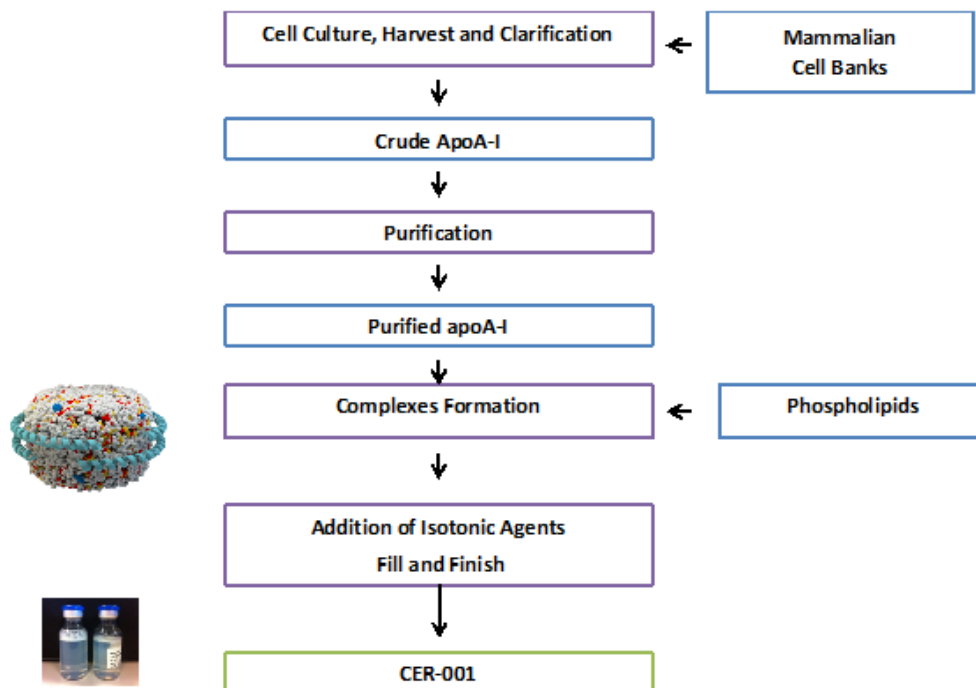 Cell Culture, Harvest and Clarification
Mammalian
Cell Banks
Crude ApoA-I
Purification
Purified apoA-I
Complexes Formation
Phospholipids
Addition of Isotonic Agents
Fill and Finish
CER-001